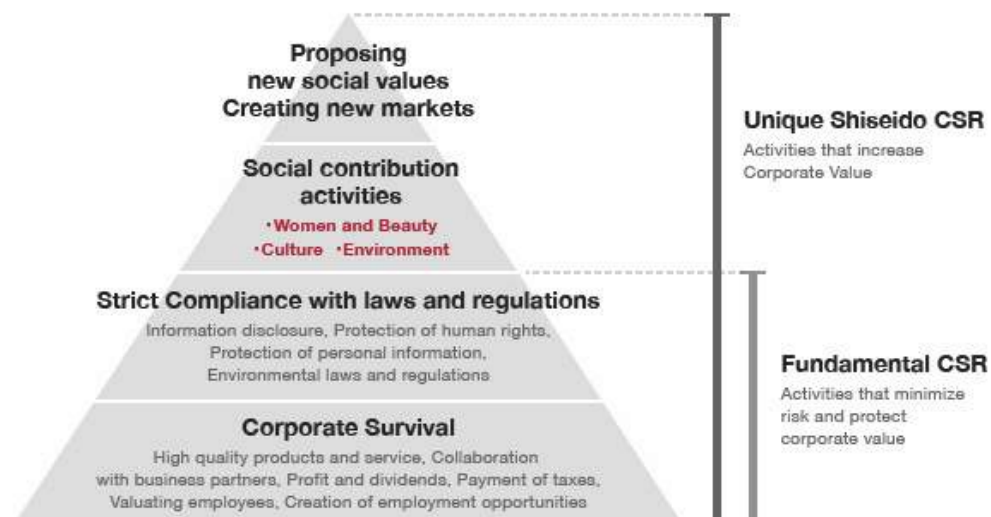 Proposing
new social values
Creating new markets
Social contribution
activities
・Women and Beauty
・Culture ・Environment
Strict Compliance with laws and regulations
Information disclosure, Protection of human rights,
Protection of personal information,
Environmental laws and regulations
Corporate Survival
High quality products and service, Collaboration
with business partners, Profit and dividends, Payment of taxes,
Valuating employees, Creation of employment opportunities
Unique Shiseido CSR
Activities that increase
Corporate Value
Fundamental CSR
Activities that minimize
risk and protect
corporate value